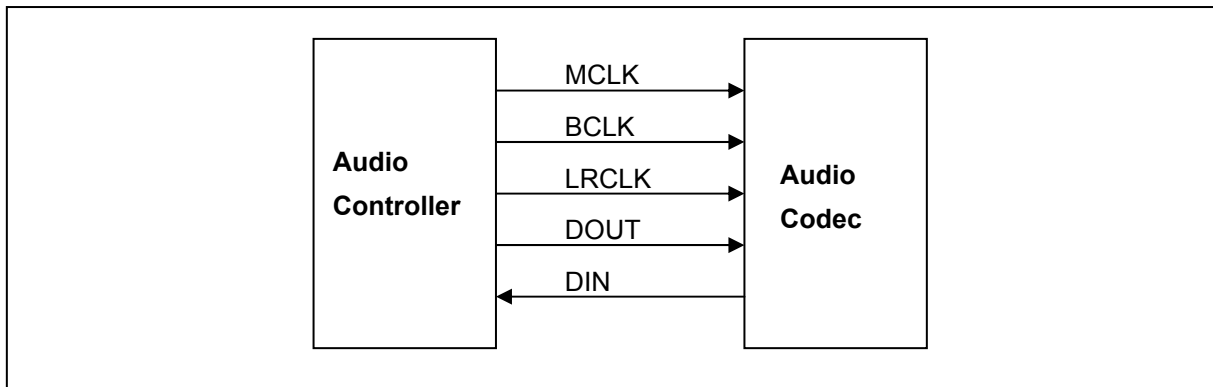 Audio
Controller
MCLK
BCLK
LRCLK
DOUT
DIN
Audio
Codec